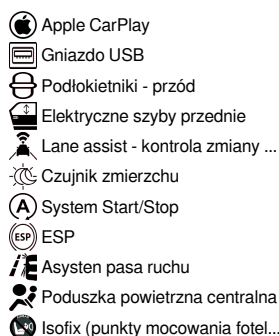 Apple CarPlay
Gniazdo USB
Podłokietniki - przód
Elektryczne szyby przednie
Lane assist - kontrola zmiany ...
Czujnik zmierzchu
A System Start/Stop
ESP ESP
Asysten pasa ruchu
Poduszka powietrzna centralna
Isofix (punkty mocowania fotel...